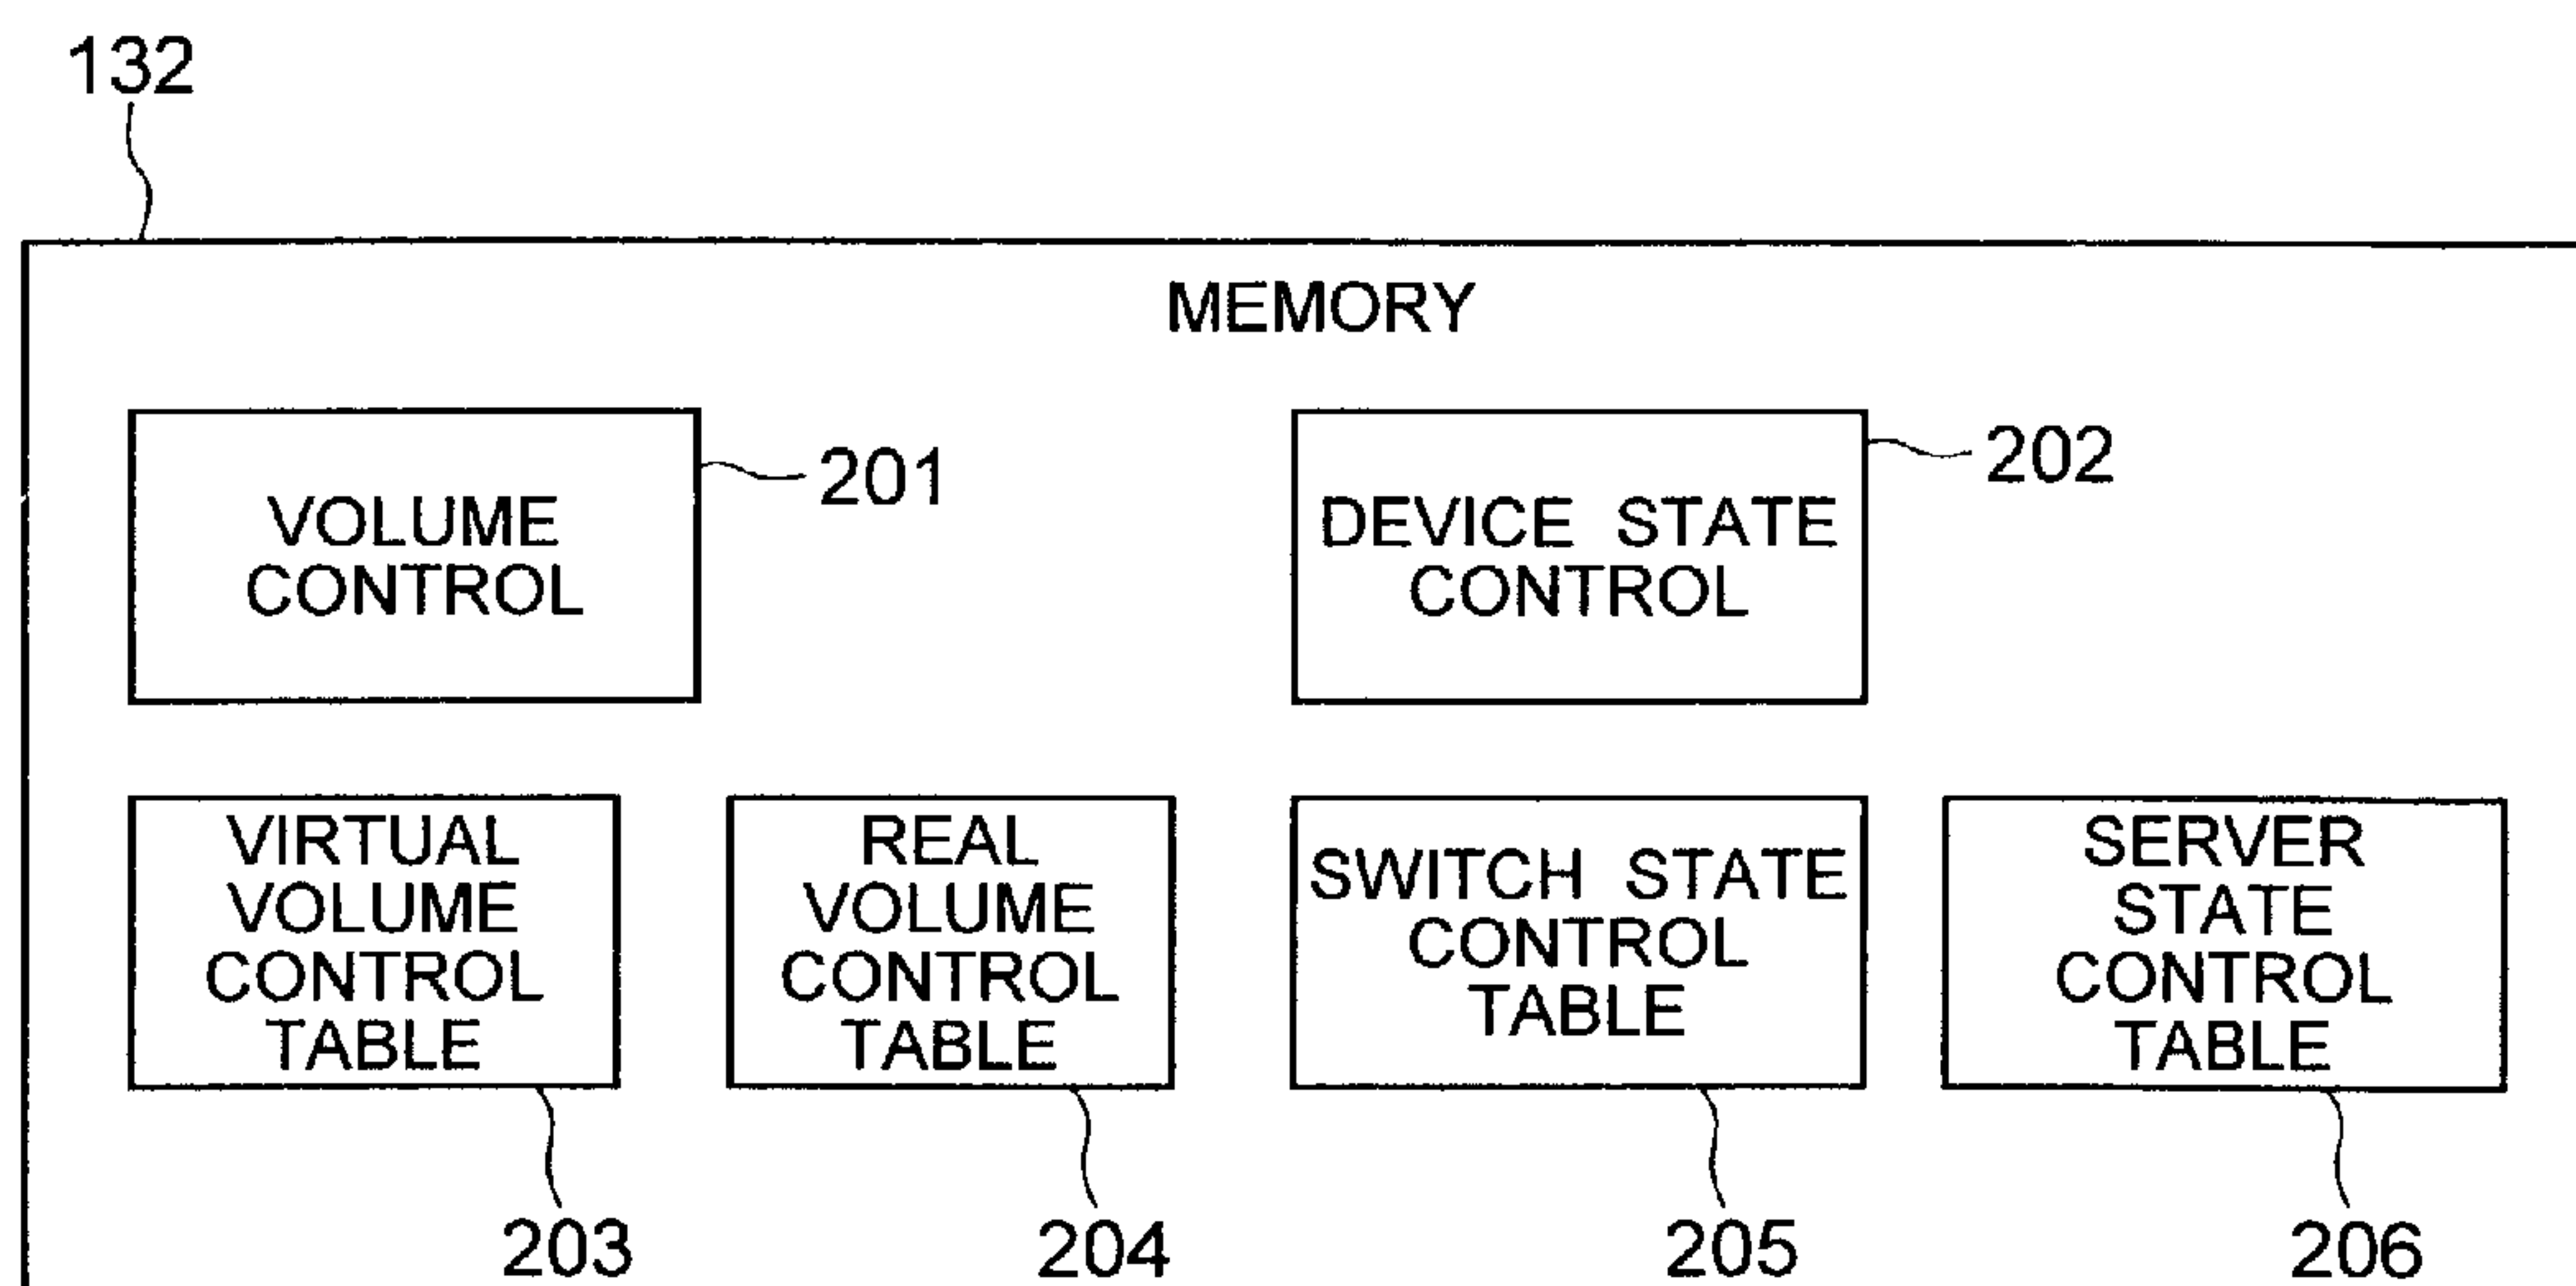 132
MEMORY
VOLUME
CONTROL
201
DEVICE STATE
CONTROL
202
VIRTUAL
VOLUME
CONTROL
TABLE
203
REAL
VOLUME
CONTROL
TABLE
204
SWITCH STATE
CONTROL
TABLE
205
SERVER
STATE
CONTROL
TABLE
206